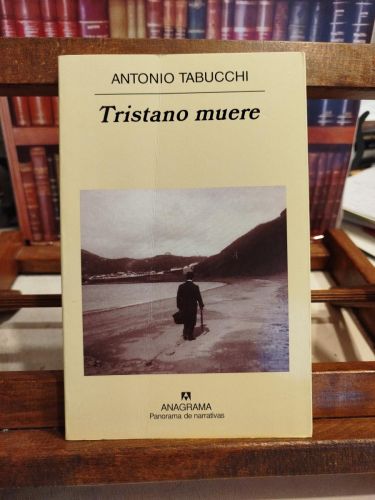 ANTONIO TABUCCHI
Tristano muere
ANAGRAMA
Panorama de narrativas